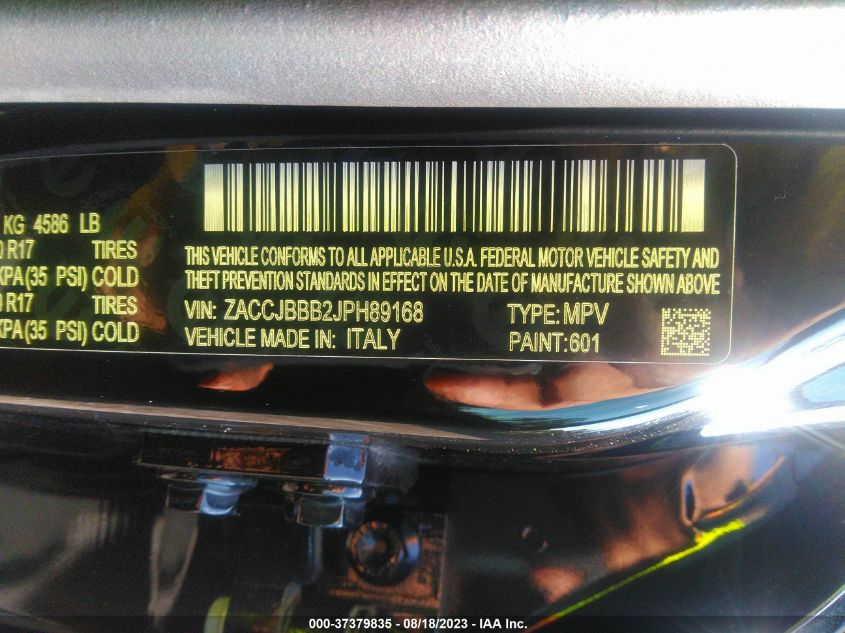 KG 4586 LB
0 R17 TIRES
KPA(35 PSI) COLD
0 R17 TIRES
KPA(35 PSI) COLD
THIS VEHICLE CONFORMS TO ALL APPLICABLE U.S.A. FEDERAL MOTOR VEHICLE SAFETY AND
THEFT PREVENTION STANDARDS IN EFFECT ON THE DATE OF MANUFACTURE SHOWN ABOVE
VIN: ZACCJBBB2JPH89168 TYPE: MPV
VEHICLE MADE IN: ITALY PAINT:601
000-37379835 - 08/18/2023 - IAA Inc.